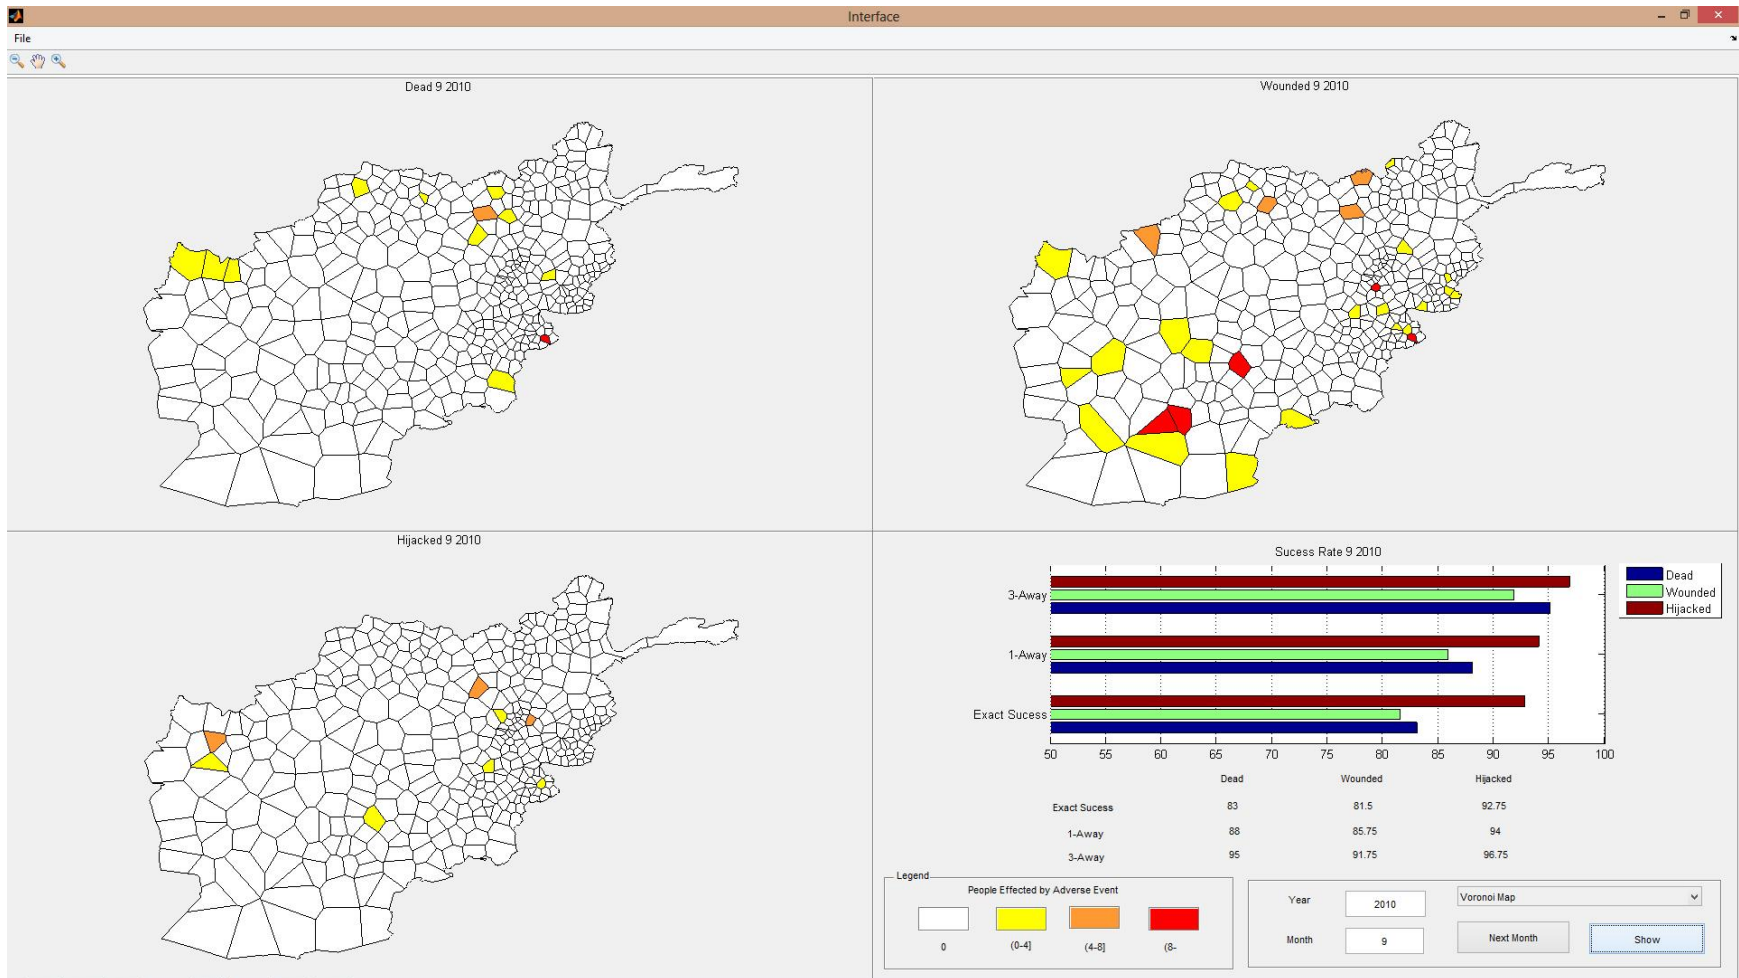 Interface
File
Dead 9 2010
Wounded 9 2010
Hijacked 9 2010
Sucess Rate 9 2010
Dead
Wounded
Hijacked
3-Away
1-Away
Exact Sucess
50 55 60 65 70 75 80 85 90 95 100
Dead Wounded Hijacked
Exact Sucess 83 81.5 92.75
1-Away 88 85.75 94
3-Away 95 91.75 96.75
Legend
People Effected by Adverse Event
0 (0-4] (4-8] (8-
Year 2010 Voronoi Map
Month 9 Next Month Show